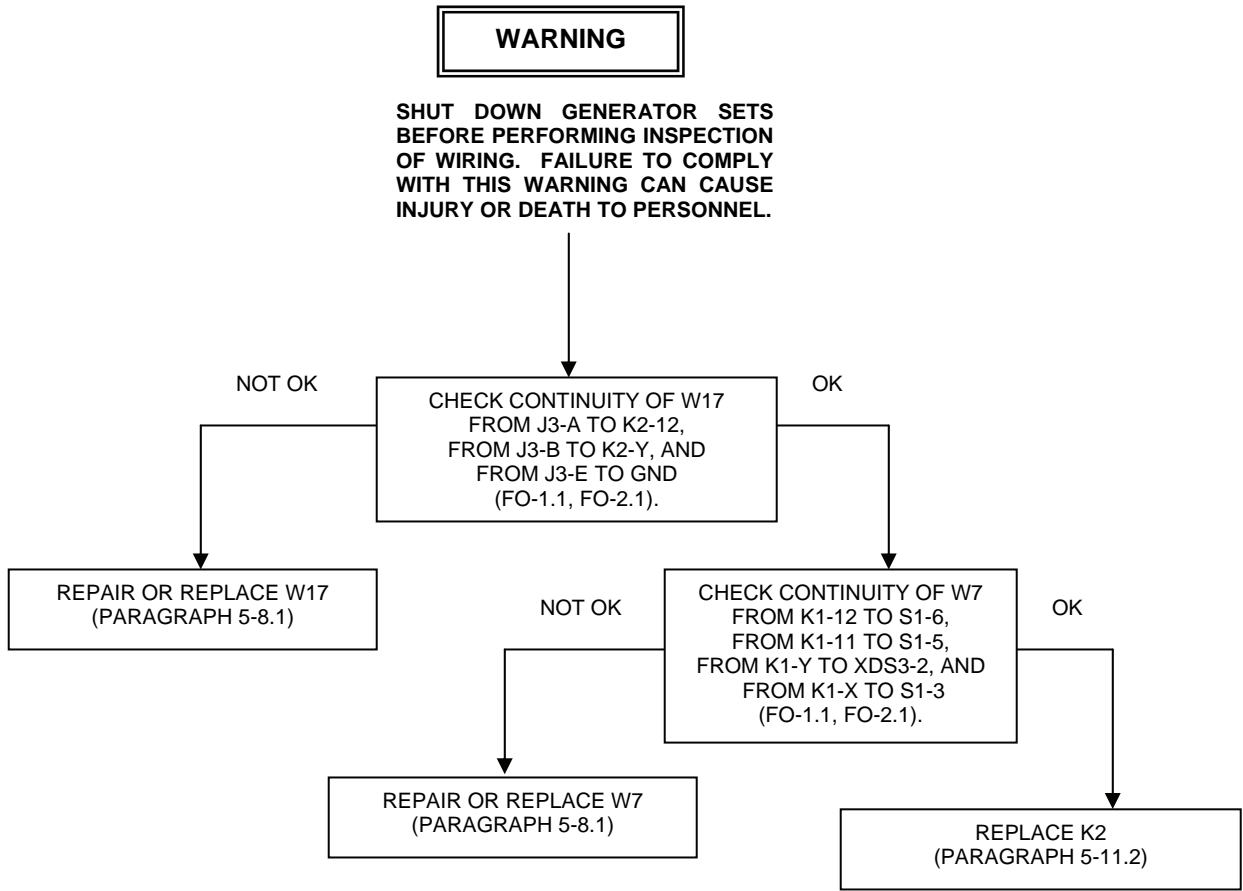 WARNING
SHUT DOWN GENERATOR SETS
BEFORE PERFORMING INSPECTION
OF WIRING. FAILURE TO COMPLY
WITH THIS WARNING CAN CAUSE
INJURY OR DEATH TO PERSONNEL.
NOT OK
OK
CHECK CONTINUITY OF W17
FROM J3-A TO K2-12,
FROM J3-B TO K2-Y, AND
FROM J3-E TO GND
(FO-1.1, FO-2.1).
REPAIR OR REPLACE W17
(PARAGRAPH 5-8.1)
NOT OK
OK
CHECK CONTINUITY OF W7
FROM K1-12 TO S1-6,
FROM K1-11 TO S1-5,
FROM K1-Y TO XDS3-2, AND
FROM K1-X TO S1-3
(FO-1.1, FO-2.1).
REPAIR OR REPLACE W7
(PARAGRAPH 5-8.1)
REPLACE K2
(PARAGRAPH 5-11.2)